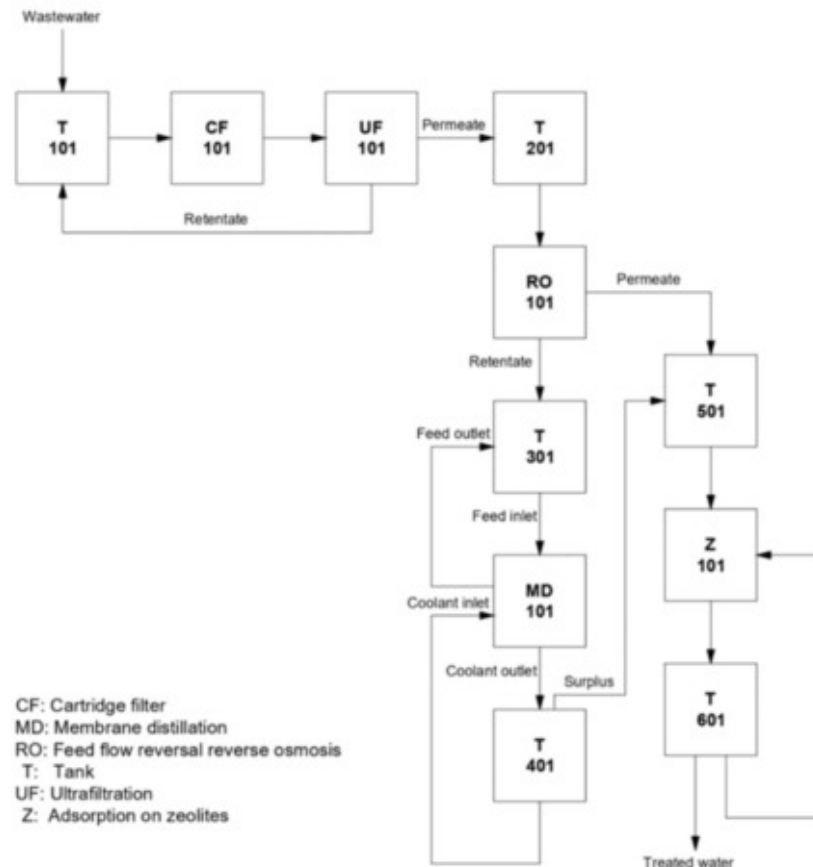 Wastewater
T
101
CF
101
UF
101
Permeate
T
201
Retentate
RO
101
Permeate
Retentate
T
501
Feed outlet
T
301
Feed inlet
Z
101
MD
101
Coolant inlet
Coolant outlet
Surplus
T
601
T
401
CF: Cartridge filter
MD: Membrane distillation
RO: Feed flow reversal reverse osmosis
T: Tank
UF: Ultrafiltration
Z: Adsorption on zeolites
Treated water